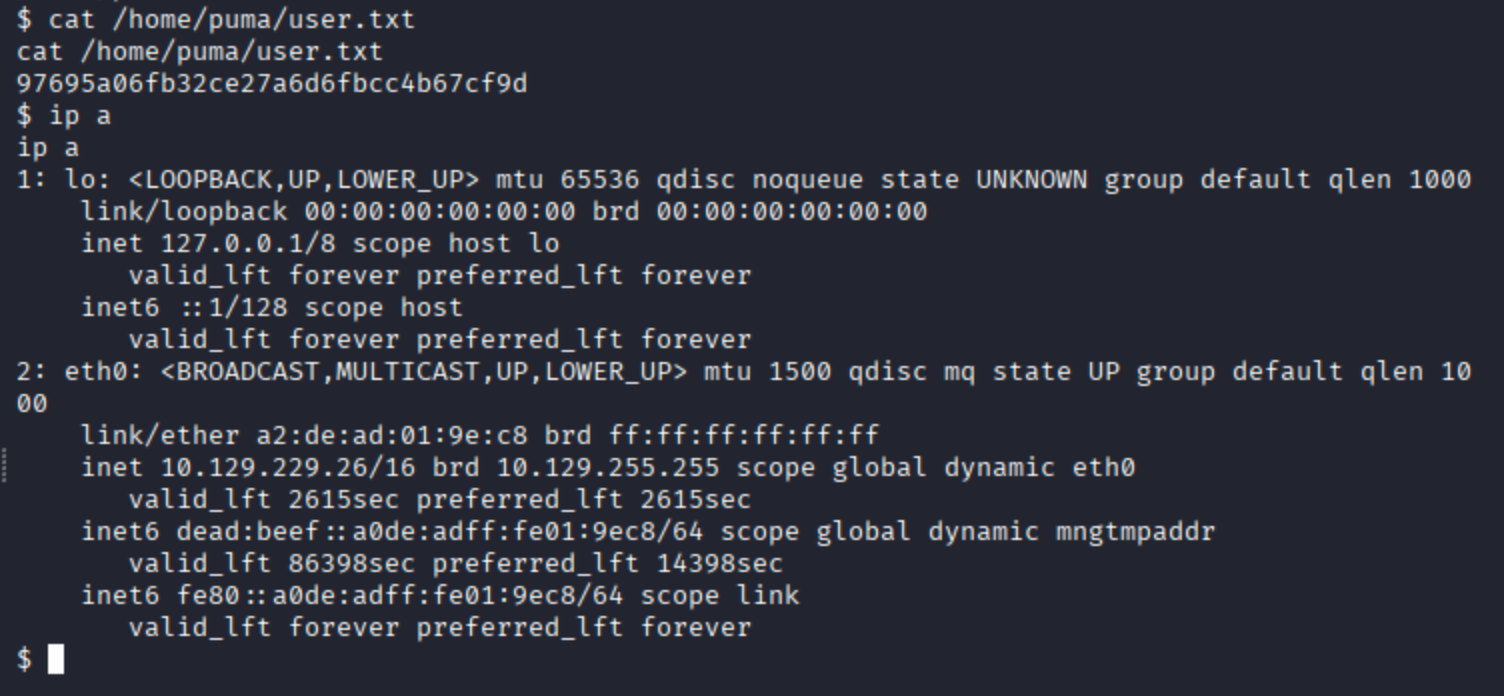 $ cat /home/puma/user.txt
cat /home/puma/user.txt
97695a06fb32ce27a6d6fbcc4b67cf9d
$ ip a
ip a
1: lo: <LOOPBACK,UP,LOWER_UP> mtu 65536 qdisc noqueue state UNKNOWN group default qlen 1000
    link/loopback 00:00:00:00:00:00 brd 00:00:00:00:00:00
    inet 127.0.0.1/8 scope host lo
       valid_lft forever preferred_lft forever
    inet6 ::1/128 scope host
       valid_lft forever preferred_lft forever
2: eth0: <BROADCAST,MULTICAST,UP,LOWER_UP> mtu 1500 qdisc mq state UP group default qlen 10
00
    link/ether a2:de:ad:01:9e:c8 brd ff:ff:ff:ff:ff:ff
    inet 10.129.229.26/16 brd 10.129.255.255 scope global dynamic eth0
       valid_lft 2615sec preferred_lft 2615sec
    inet6 dead:beef::a0de:adff:fe01:9ec8/64 scope global dynamic mngtmpaddr
       valid_lft 86398sec preferred_lft 14398sec
    inet6 fe80::a0de:adff:fe01:9ec8/64 scope link
       valid_lft forever preferred_lft forever
$